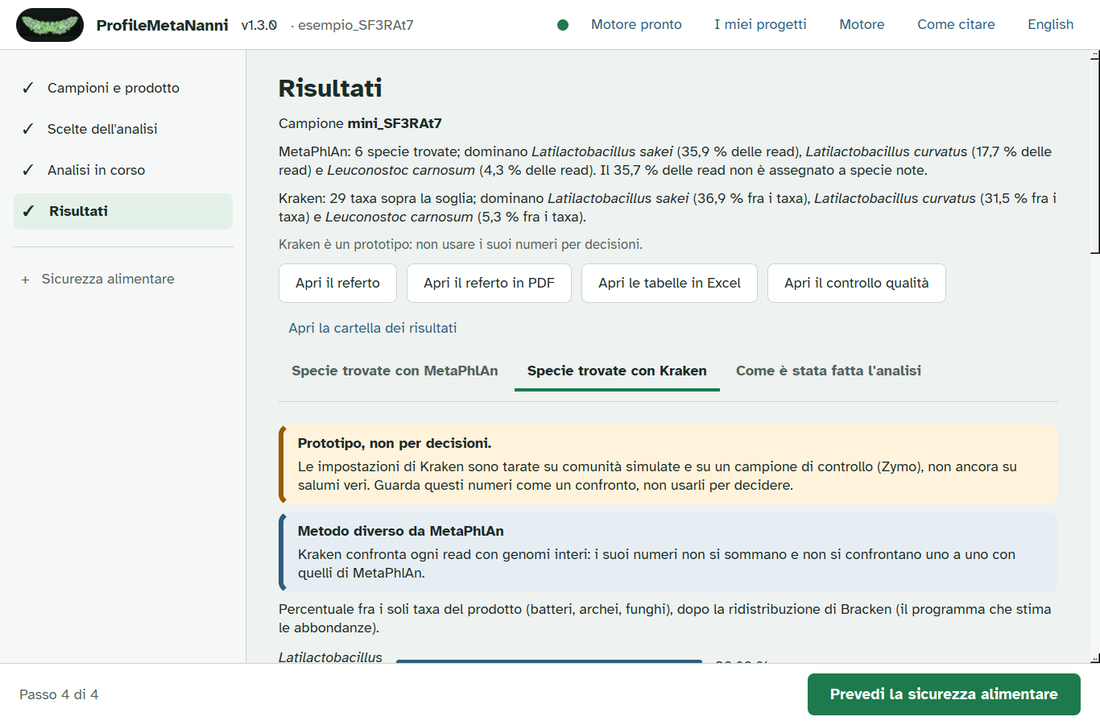 ProfileMetaNanni v1.3.0 · esempio_SF3RAt7
Motore pronto
I miei progetti
Motore
Come citare
English
✓ Campioni e prodotto
✓ Scelte dell'analisi
✓ Analisi in corso
✓ Risultati
+ Sicurezza alimentare
Risultati
Campione mini_SF3RAt7
MetaPhlAn: 6 specie trovate; dominano Latilactobacillus sakei (35,9 % delle read), Latilactobacillus curvatus (17,7 % delle
read) e Leuconostoc carnosum (4,3 % delle read). Il 35,7 % delle read non è assegnato a specie note.
Kraken: 29 taxa sopra la soglia; dominano Latilactobacillus sakei (36,9 % fra i taxa), Latilactobacillus curvatus (31,5 % fra i
taxa) e Leuconostoc carnosum (5,3 % fra i taxa).
Kraken è un prototipo: non usare i suoi numeri per decisioni.
Apri il referto
Apri il referto in PDF
Apri le tabelle in Excel
Apri il controllo qualità
Apri la cartella dei risultati
Specie trovate con MetaPhlAn
Specie trovate con Kraken
Come è stata fatta l'analisi
Prototipo, non per decisioni.
Le impostazioni di Kraken sono tarate su comunità simulate e su un campione di controllo (Zymo), non ancora su
salumi veri. Guarda questi numeri come un confronto, non usarli per decidere.
Metodo diverso da MetaPhlAn
Kraken confronta ogni read con genomi interi: i suoi numeri non si sommano e non si confrontano uno a uno con
quelli di MetaPhlAn.
Percentuale fra i soli taxa del prodotto (batteri, archei, funghi), dopo la ridistribuzione di Bracken (il programma che stima
le abbondanze).
Latilactobacillus
Passo 4 di 4
Prevedi la sicurezza alimentare